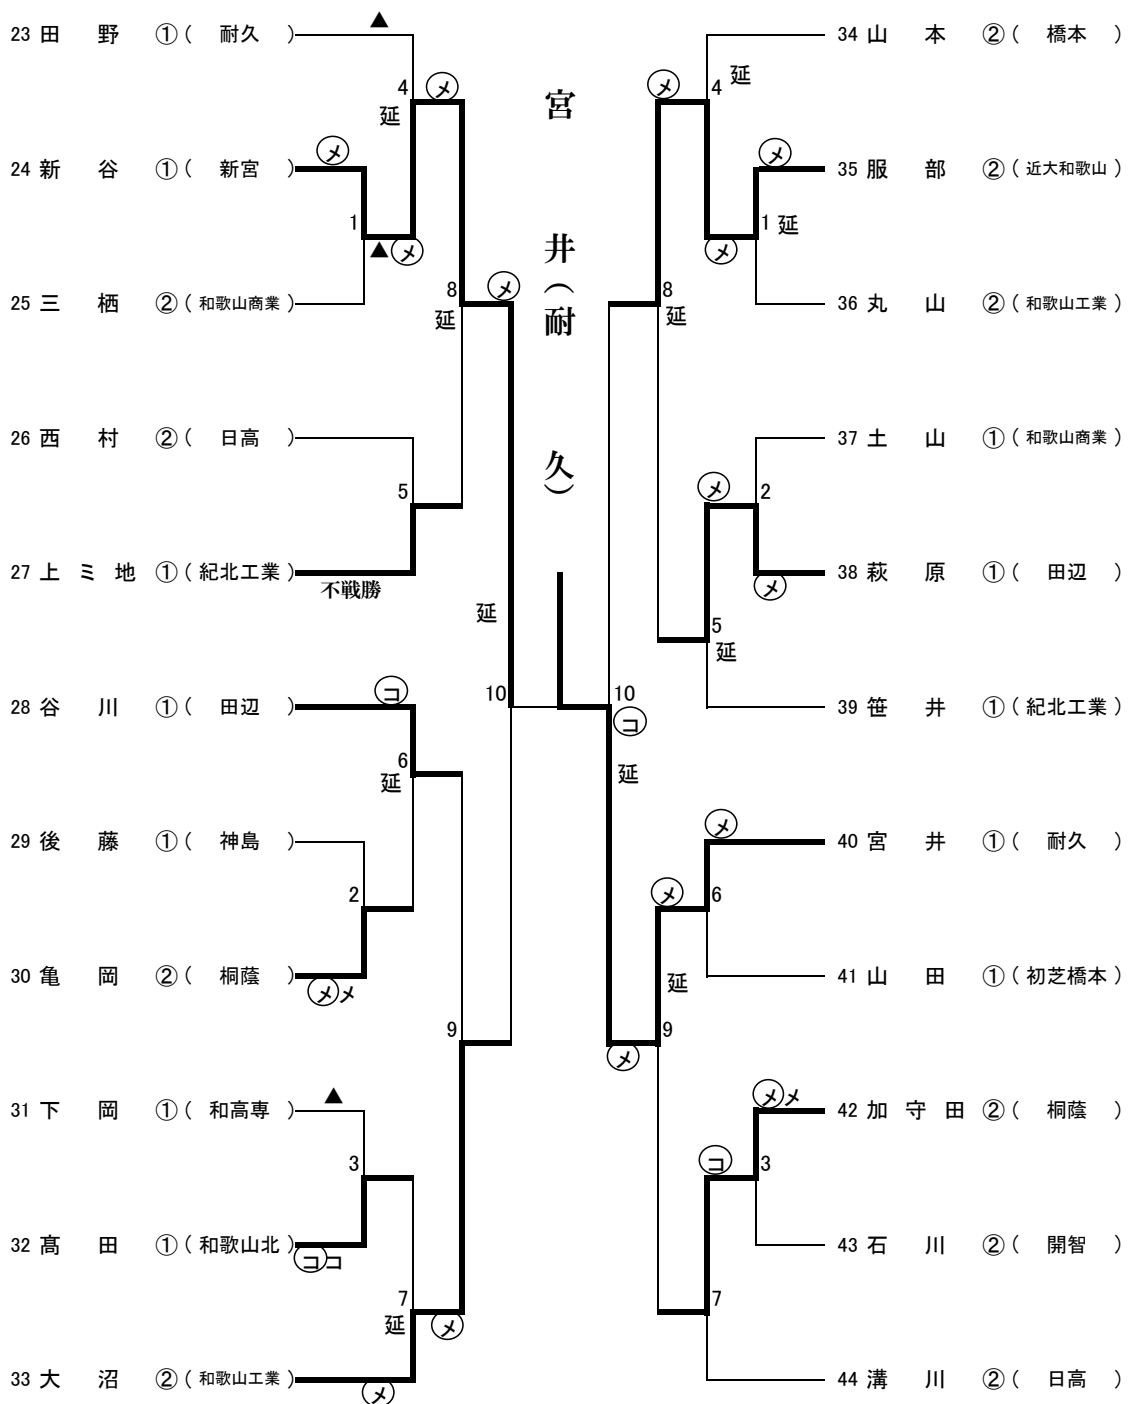 23 田野 ① ( 耐久 ) ▲
4 延 メ
24 新谷 ① ( 新宮 ) メ
1 ▲ メ
25 三栖 ② ( 和歌山商業 )
8 延 メ
26 西村 ② ( 日高 )
5
27 上ミ地 ① ( 紀北工業 )
不戦勝
延
10
28 谷川 ① ( 田辺 ) コ
6 延
29 後藤 ① ( 神島 )
2
30 亀岡 ② ( 桐蔭 )
メメ
9
31 下岡 ① ( 和高専 ) ▲
3
32 髙田 ① ( 和歌山北 )
ココ
7 延 メ
33 大沼 ② ( 和歌山工業 )
メ
宮井(耐久)
34 山本 ② ( 橋本 )
メ 4 延
35 服部 ② ( 近大和歌山 ) メ
メ 1 延
36 丸山 ② ( 和歌山工業 )
8 延
37 土山 ① ( 和歌山商業 )
メ 2
38 萩原 ① ( 田辺 )
メ
5 延
39 笹井 ① ( 紀北工業 )
10 コ 延
40 宮井 ① ( 耐久 ) メ
メ 6
41 山田 ① ( 初芝橋本 )
延 9 メ
42 加守田 ② ( 桐蔭 ) メメ
コ 3
43 石川 ② ( 開智 )
7
44 溝川 ② ( 日高 )